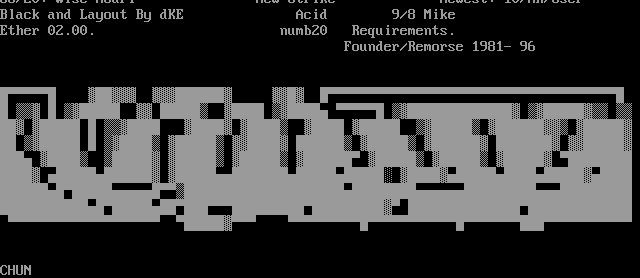 Black and Layout By dKE Acid 9/8 Mike
Ether 02.00. numb20 Requirements.
Founder/Remorse 1981- 96
CHUN